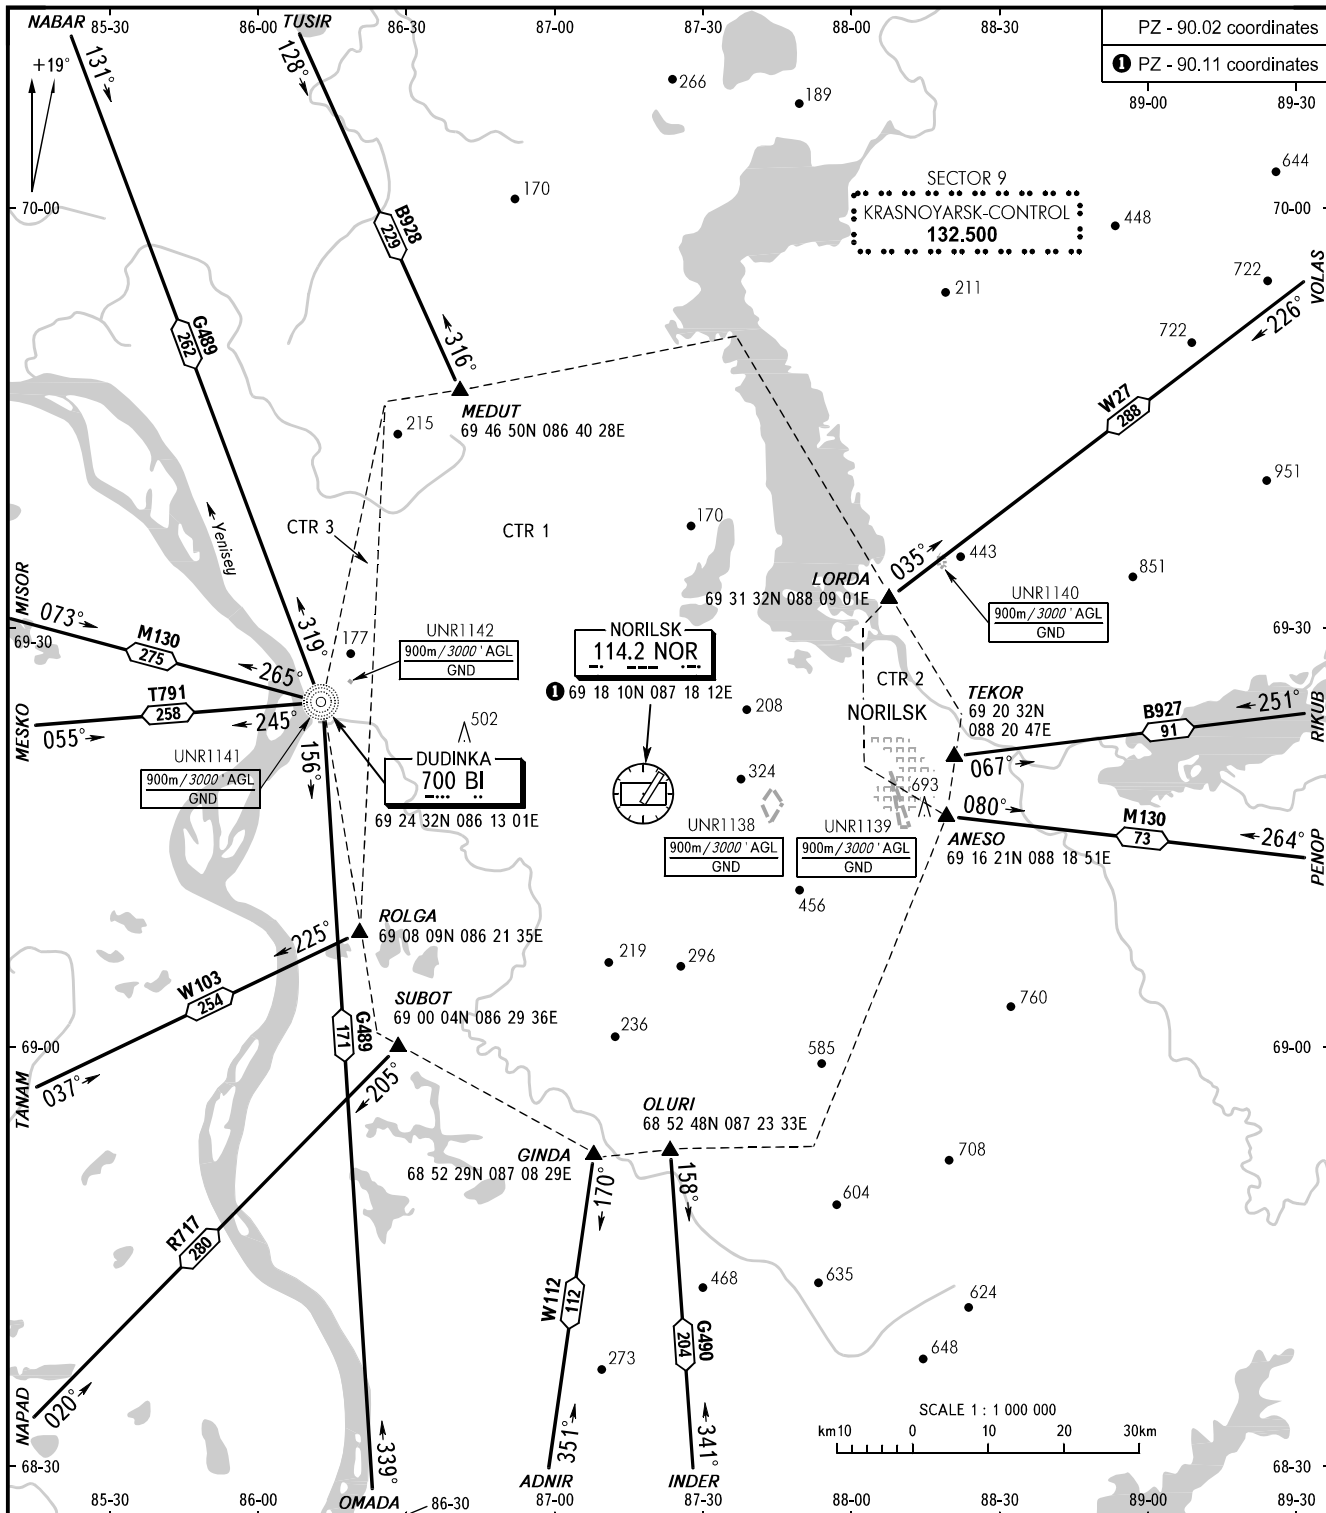 NABAR
85-30
86-00
TUSIR
86-30
87-00
87-30
88-00
88-30
PZ - 90.02 coordinates
1 PZ - 90.11 coordinates
89-00
89-30
+19°
131°
128°
266
189
644
170
SECTOR 9
KRASNOYARSK-CONTROL
132.500
448
70-00
70-00
B928
229
722
VOLAS
211
226°
G489
262
722
316°
MEDUT
69 46 50N 086 40 28E
215
W27
288
951
CTR 3
CTR 1
170
Yenisey
035°
443
851
LORDA
69 31 32N 088 09 01E
UNR1140
900m/3000' AGL
GND
MISOR
073°
69-30
69-30
M130
275
319°
177
UNR1142
900m/3000' AGL
GND
NORILSK
114.2 NOR
1 69 18 10N 087 18 12E
265°
CTR 2
T791
258
245°
MESKO
055°
NORILSK
TEKOR
69 20 32N
088 20 47E
B927
91
251°
RIKUB
208
502
156°
UNR1141
900m/3000' AGL
GND
DUDINKA
700 BI
69 24 32N 086 13 01E
324
067°
693
080°
M130
73
264°
PENOP
UNR1138
900m/3000' AGL
GND
UNR1139
900m/3000' AGL
GND
ANESO
69 16 21N 088 18 51E
456
225°
ROLGA
69 08 09N 086 21 35E
219
296
W103
254
SUBOT
69 00 04N 086 29 36E
760
236
G489
171
69-00
69-00
585
037°
TANAM
205°
OLURI
68 52 48N 087 23 33E
GINDA
68 52 29N 087 08 29E
708
170°
158°
604
R717
280
468
635
624
W112
112
G490
204
648
273
020°
NAPAD
SCALE 1 : 1 000 000
km10
0
10
20
30km
339°
351°
341°
68-30
68-30
ADNIR
INDER
OMADA
85-30
86-00
86-30
87-00
87-30
88-00
88-30
89-00
89-30